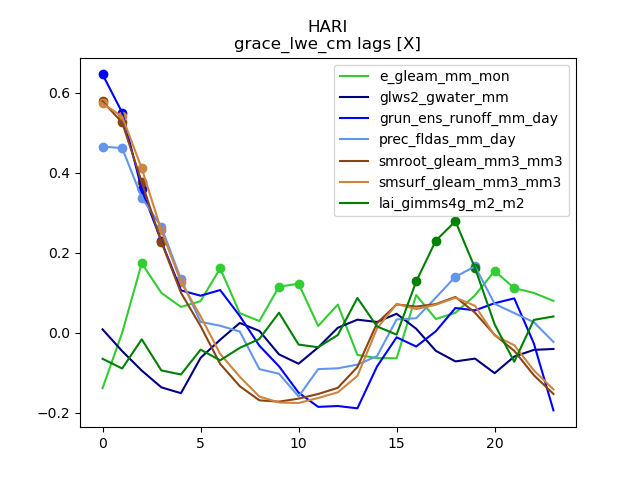 HARI
grace_lwe_cm lags [X]
e_gleam_mm_mon
glws2_gwater_mm
grun_ens_runoff_mm_day
prec_fldas_mm_day
smroot_gleam_mm3_mm3
smsurf_gleam_mm3_mm3
lai_gimms4g_m2_m2
0.6
0.4
0.2
0.0
−0.2
0 5 10 15 20